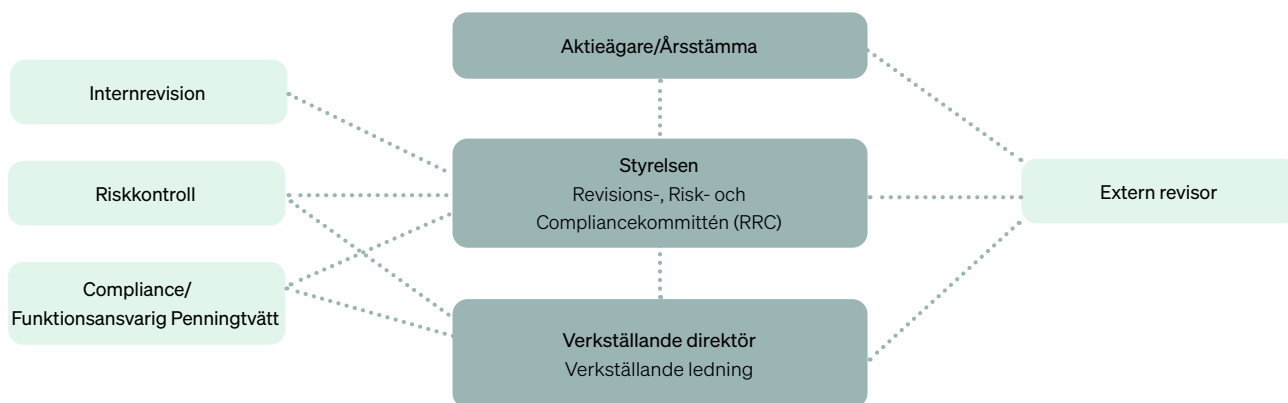 Aktieägare/Årsstämma
Internrevision
Styrelsen
Revisions-, Risk- och
Compliancekommittén (RRC)
Riskkontroll
Extern revisor
Compliance/
Funktionsansvarig Penningtvätt
Verkställande direktör
Verkställande ledning